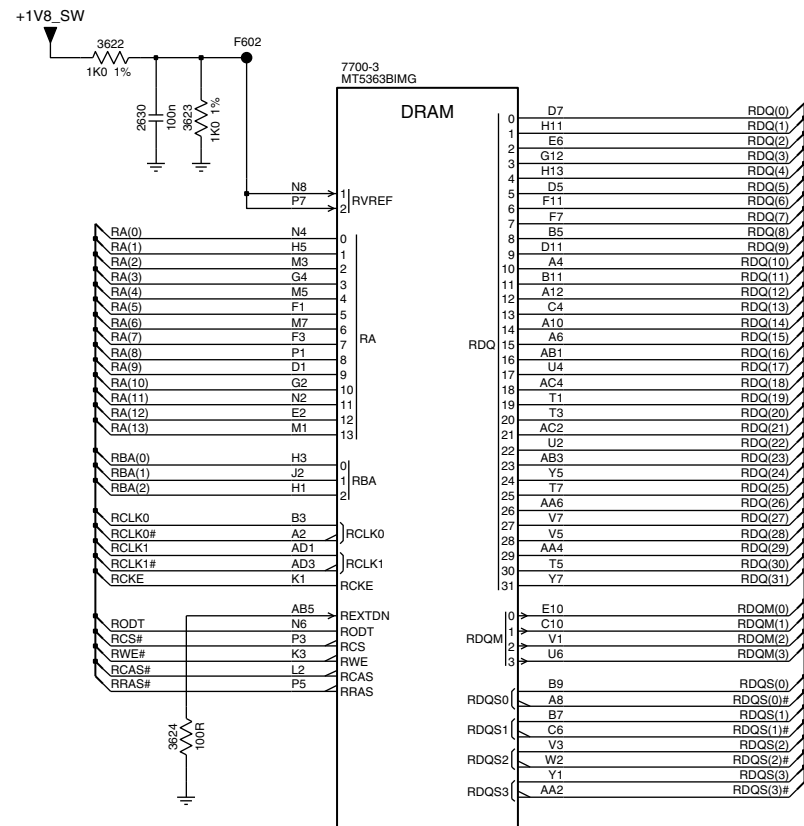 +1V8_SW
3622
1K0 1%
F602
2630
100n
3623
1K0 1%
7700-3
MT5363BIMG
DRAM
N8 1
P7 2
RVREF
RA(0) N4 0
RA(1) H5 1
RA(2) M3 2
RA(3) G4 3
RA(4) M5 4
RA(5) F1 5
RA(6) M7 6
RA(7) F3 7
RA(8) P1 8
RA(9) D1 9
RA(10) G2 10
RA(11) N2 11
RA(12) E2 12
RA(13) M1 13
RA
RBA(0) H3 0
RBA(1) J2 1
RBA(2) H1 2
RBA
RCLK0 B3
RCLK0# A2
RCLK0
RCLK1 AD1
RCLK1# AD3
RCLK1
RCKE K1 RCKE
AB5 REXTDN
RODT N6 RODT
RCS# P3 RCS
RWE# K3 RWE
RCAS# L2 RCAS
RRAS# P5 RRAS
3624
100R
0 D7 RDQ(0)
1 H11 RDQ(1)
2 E6 RDQ(2)
3 G12 RDQ(3)
4 H13 RDQ(4)
5 D5 RDQ(5)
6 F11 RDQ(6)
7 F7 RDQ(7)
8 B5 RDQ(8)
9 D11 RDQ(9)
10 A4 RDQ(10)
11 B11 RDQ(11)
12 A12 RDQ(12)
13 C4 RDQ(13)
14 A10 RDQ(14)
RDQ 15 A6 RDQ(15)
16 AB1 RDQ(16)
17 U4 RDQ(17)
18 AC4 RDQ(18)
19 T1 RDQ(19)
20 T3 RDQ(20)
21 AC2 RDQ(21)
22 U2 RDQ(22)
23 AB3 RDQ(23)
24 Y5 RDQ(24)
25 T7 RDQ(25)
26 AA6 RDQ(26)
27 V7 RDQ(27)
28 V5 RDQ(28)
29 AA4 RDQ(29)
30 T5 RDQ(30)
31 Y7 RDQ(31)
RDQM
0 E10 RDQM(0)
1 C10 RDQM(1)
2 V1 RDQM(2)
3 U6 RDQM(3)
RDQS0
B9 RDQS(0)
A8 RDQS(0)#
RDQS1
B7 RDQS(1)
C6 RDQS(1)#
RDQS2
V3 RDQS(2)
W2 RDQS(2)#
RDQS3
Y1 RDQS(3)
AA2 RDQS(3)#